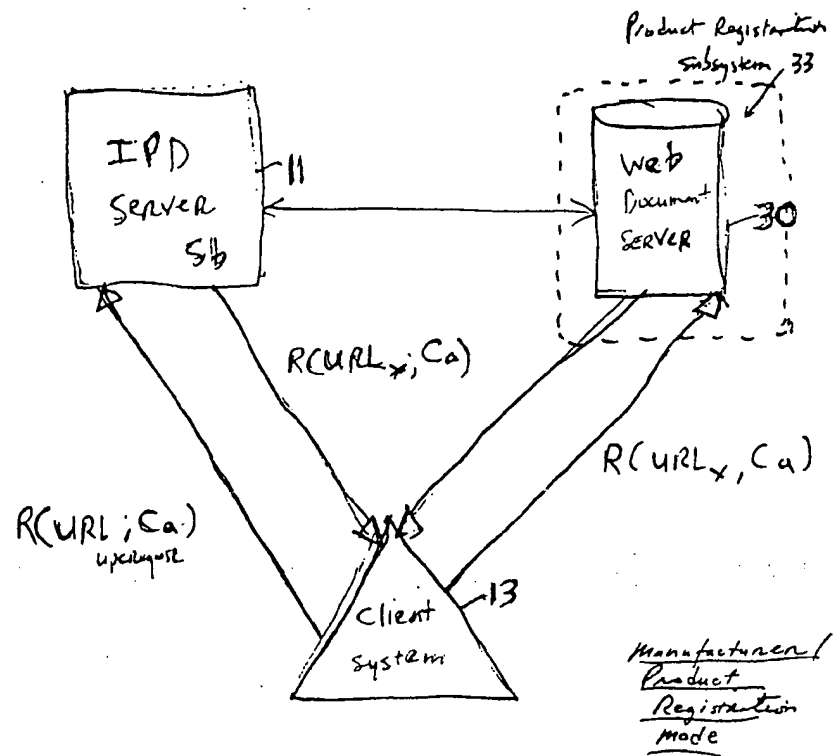 Product Registration
Subsystem 33
IPD
Server
11
Web
Document
Server
30
R(URLx; Ca)
R(URLx, Ca)
R(URL; Ca)
Client
System
13
Manufacturer/
Product
Registration
mode